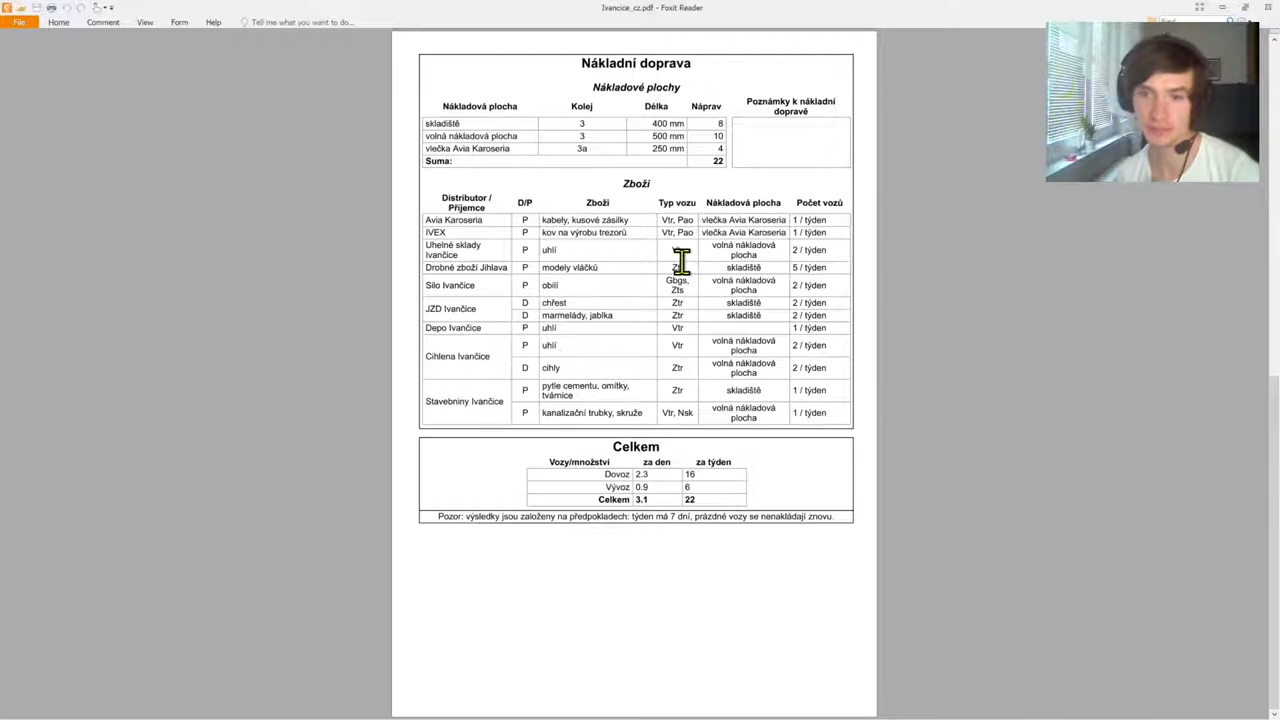 Ivancice_cz.pdf - Foxit Reader
File Home Comment View Form Help Tell me what you want to do...
Nákladní doprava
Nákladové plochy
Nákladová plocha Kolej Délka Náprav Poznámky k nákladní dopravě
skladiště 3 400 mm 8
volná nákladová plocha 3 500 mm 10
vlečka Avia Karoseria 3a 250 mm 4
Suma: 22
Zboží
Distributor / Příjemce D/P Zboží Typ vozu Nákladová plocha Počet vozů
Avia Karoseria P kabely, kusové zásilky Vtr, Pao vlečka Avia Karoseria 1 / týden
IVEX P kov na výrobu trezorů Vtr, Pao vlečka Avia Karoseria 1 / týden
Uhelné sklady Ivančice P uhlí volná nákladová plocha 2 / týden
Drobné zboží Jihlava P modely vláčků skladiště 5 / týden
Silo Ivančice P obilí Gbgs, Zts volná nákladová plocha 2 / týden
JZD Ivančice D chřest Ztr skladiště 2 / týden
D marmelády, jablka Ztr skladiště 2 / týden
Depo Ivančice P uhlí Vtr 1 / týden
Cihlena Ivančice P uhlí Vtr volná nákladová plocha 2 / týden
D cihly Ztr volná nákladová plocha 2 / týden
Stavebniny Ivančice P pytle cementu, omítky, tvárnice Ztr skladiště 1 / týden
P kanalizační trubky, skruže Vtr, Nsk volná nákladová plocha 1 / týden
Celkem
Vozy/množství za den za týden
Dovoz 2.3 16
Vývoz 0.9 6
Celkem 3.1 22
Pozor: výsledky jsou založeny na předpokladech: týden má 7 dní, prázdné vozy se nenakládají znovu.